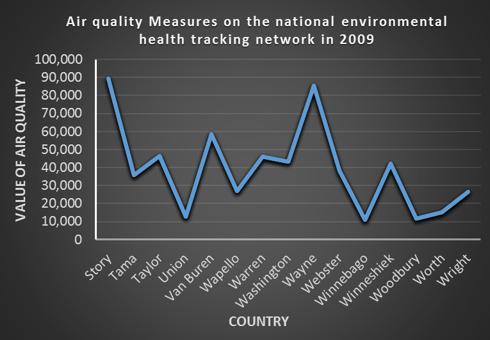 Air quality Measures on the national environmental
health tracking network in 2009
100,000
90,000
80,000
70,000
60,000
50,000
40,000
30,000
20,000
10,000
0
VALUE OF AIR QUALITY
Story
Tama
Taylor
Union
Van Buren
Wapello
Warren
Washington
Wayne
Webster
Winnebago
Winneshiek
Woodbury
Worth
Wright
COUNTRY